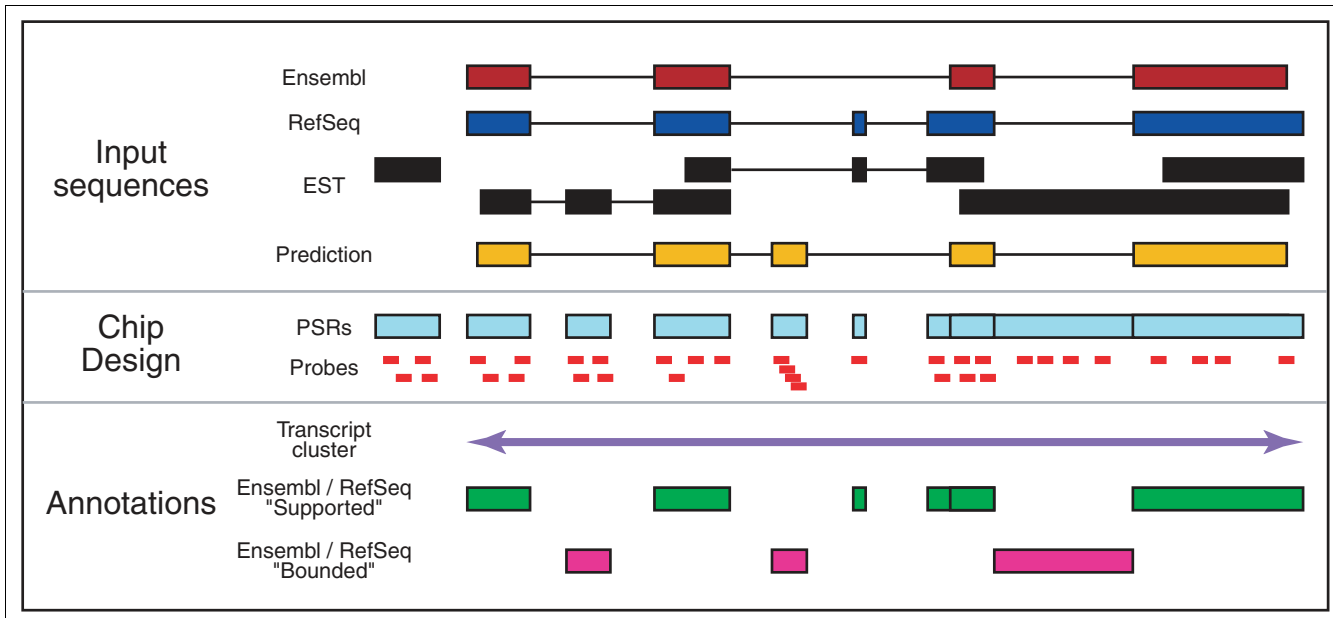 Input
sequences
Ensembl
RefSeq
EST
Prediction
Chip
Design
PSRs
Probes
Annotations
Transcript
cluster
Ensembl / RefSeq
"Supported"
Ensembl / RefSeq
"Bounded"